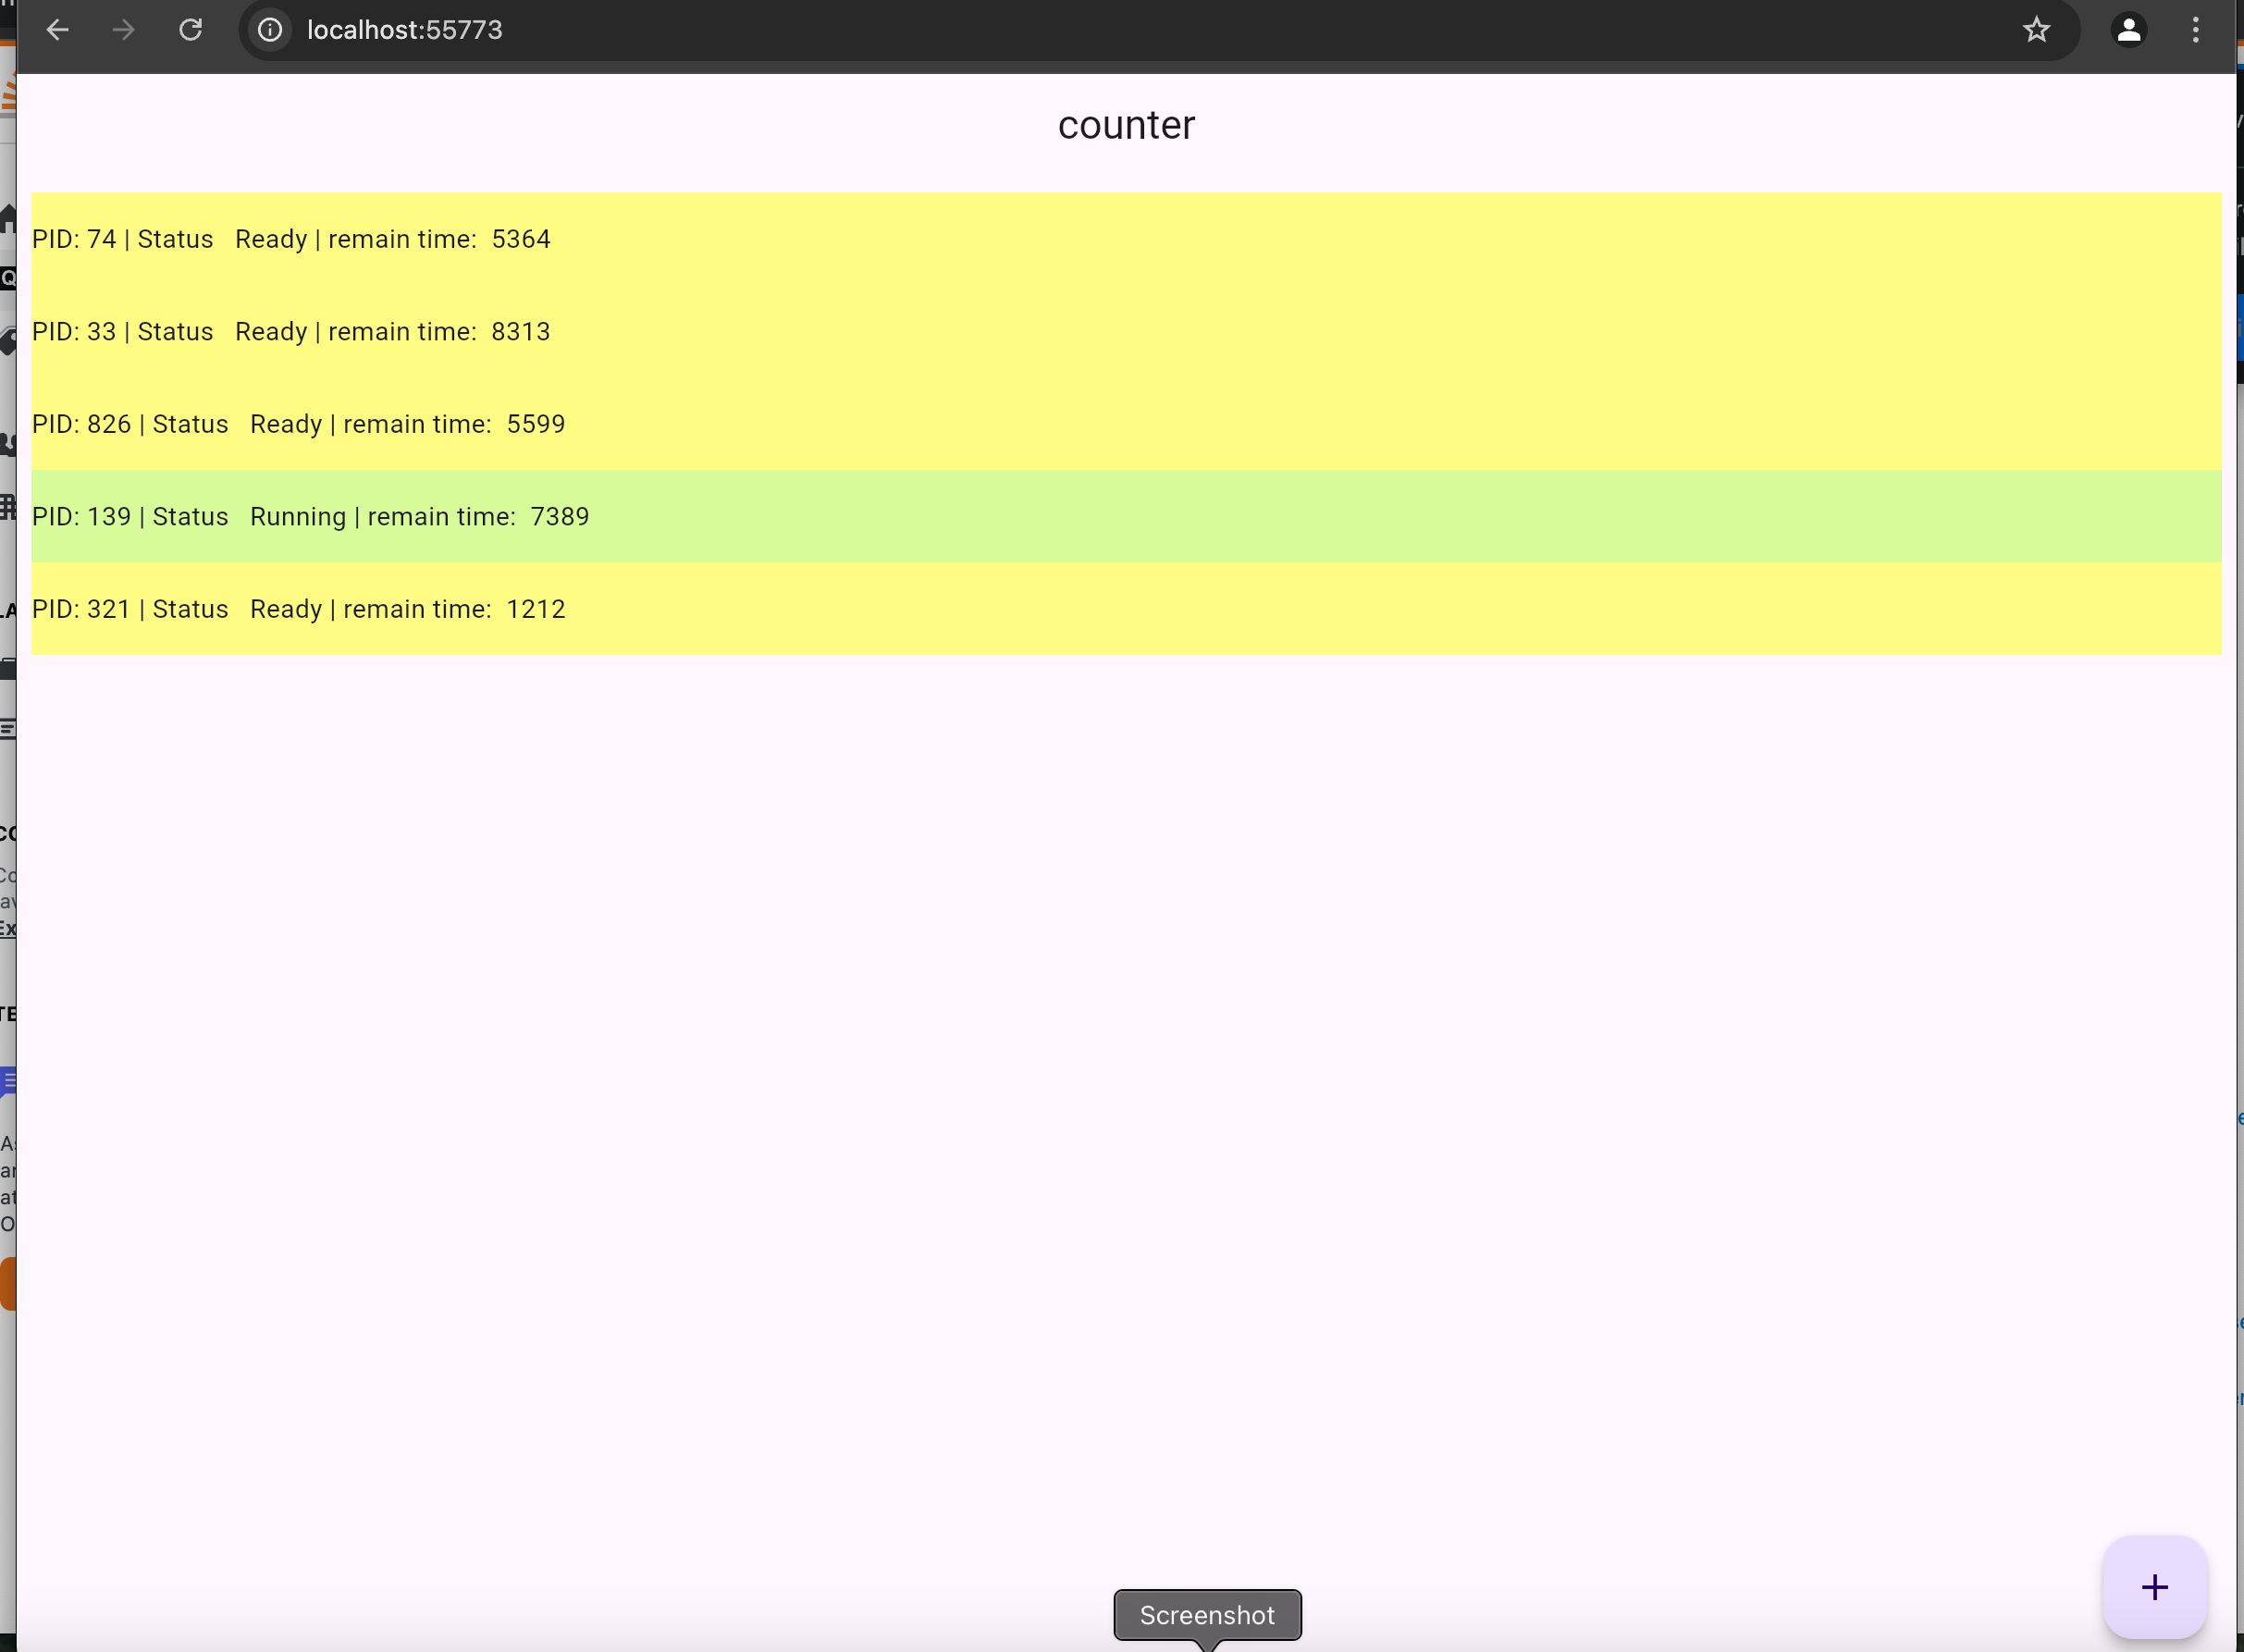 localhost:55773
counter
PID: 74 | Status   Ready | remain time:  5364
PID: 33 | Status   Ready | remain time:  8313
PID: 826 | Status   Ready | remain time:  5599
PID: 139 | Status   Running | remain time:  7389
PID: 321 | Status   Ready | remain time:  1212
Screenshot